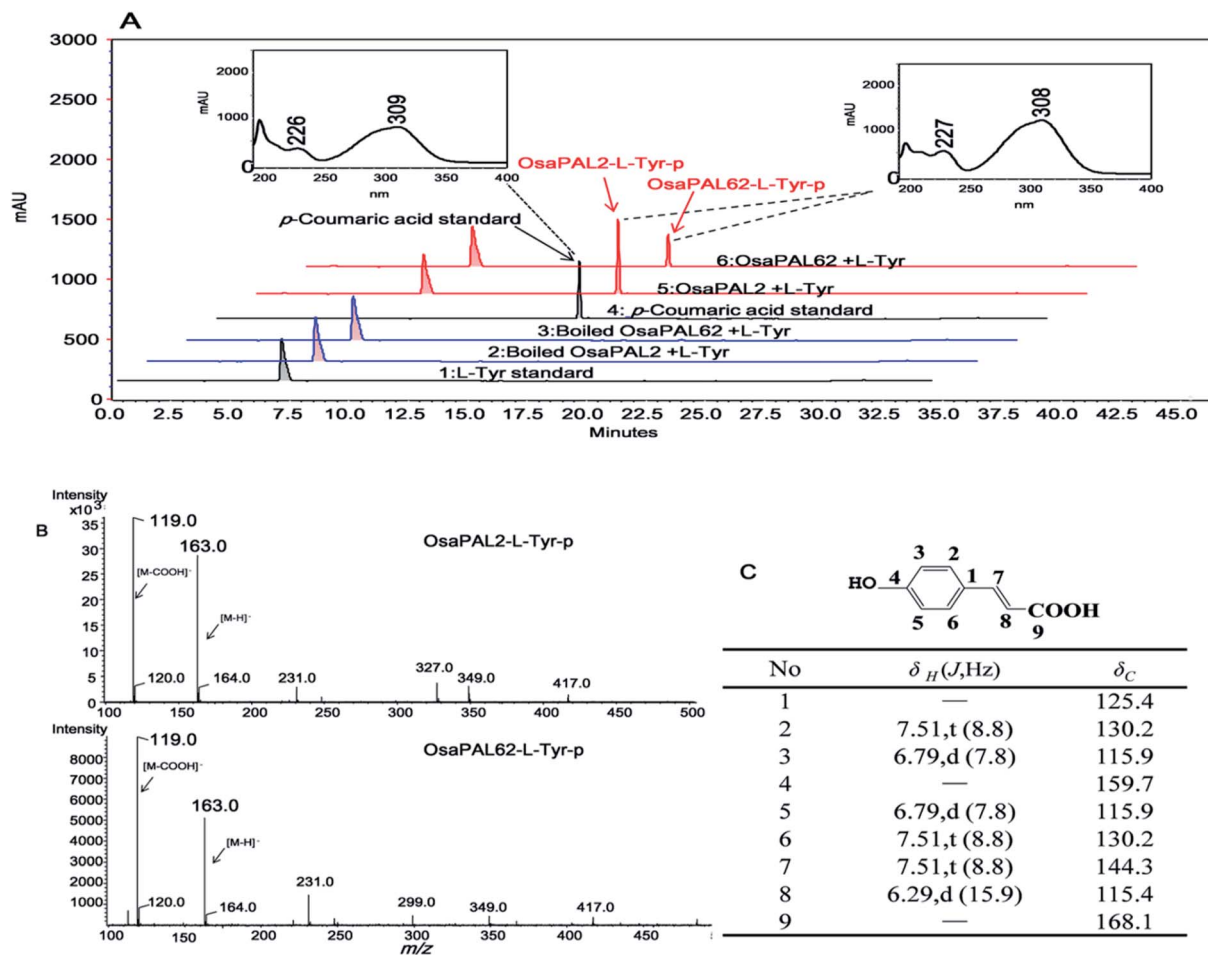 A
3000
2500
2000
1500
1000
500
0
mAU
0.0 2.5 5.0 7.5 10.0 12.5 15.0 17.5 20.0 22.5 25.0 27.5 30.0 32.5 35.0 37.5 40.0 42.5 45.0
Minutes
2000
1000
0
mAU
226
309
200 250 300 350 400
nm
2000
1000
0
mAU
227
308
200 250 300 350 400
nm
OsaPAL2-L-Tyr-p
OsaPAL62-L-Tyr-p
p-Coumaric acid standard
6:OsaPAL62 +L-Tyr
5:OsaPAL2 +L-Tyr
4: p-Coumaric acid standard
3:Boiled OsaPAL62 +L-Tyr
2:Boiled OsaPAL2 +L-Tyr
1:L-Tyr standard
B
Intensity
x10³
35
30
25
20
15
10
5
0
OsaPAL2-L-Tyr-p
119.0
163.0
[M-COOH]⁻
[M-H]⁻
120.0
164.0
231.0
327.0
349.0
417.0
100 150 200 250 300 350 400 450 500
Intensity
8000
7000
6000
5000
4000
3000
2000
1000
OsaPAL62-L-Tyr-p
119.0
163.0
[M-COOH]⁻
[M-H]⁻
120.0
164.0
231.0
299.0
349.0
417.0
100 150 200 250 300 350 400 450
m/z
C
3 2
HO 4 1 7
5 6 8 COOH
9
No δH(J,Hz) δC
1 — 125.4
2 7.51,t (8.8) 130.2
3 6.79,d (7.8) 115.9
4 — 159.7
5 6.79,d (7.8) 115.9
6 7.51,t (8.8) 130.2
7 7.51,t (8.8) 144.3
8 6.29,d (15.9) 115.4
9 — 168.1